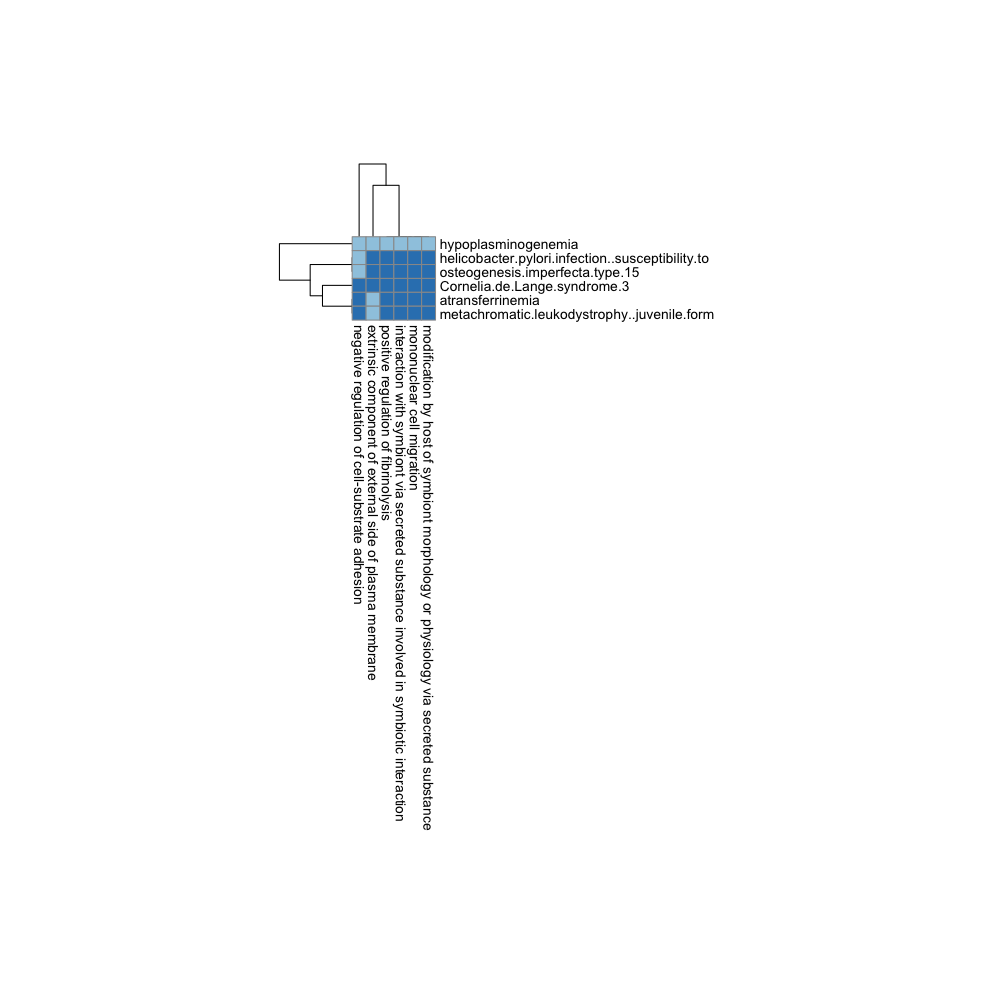 hypoplasminogenemia
helicobacter.pylori.infection..susceptibility.to
osteogenesis.imperfecta.type.15
Cornelia.de.Lange.syndrome.3
atransferrinemia
metachromatic.leukodystrophy..juvenile.form
negative regulation of cell-substrate adhesion
extrinsic component of external side of plasma membrane
positive regulation of fibrinolysis
interaction with symbiont via secreted substance involved in symbiotic interaction
mononuclear cell migration
modification by host of symbiont morphology or physiology via secreted substance